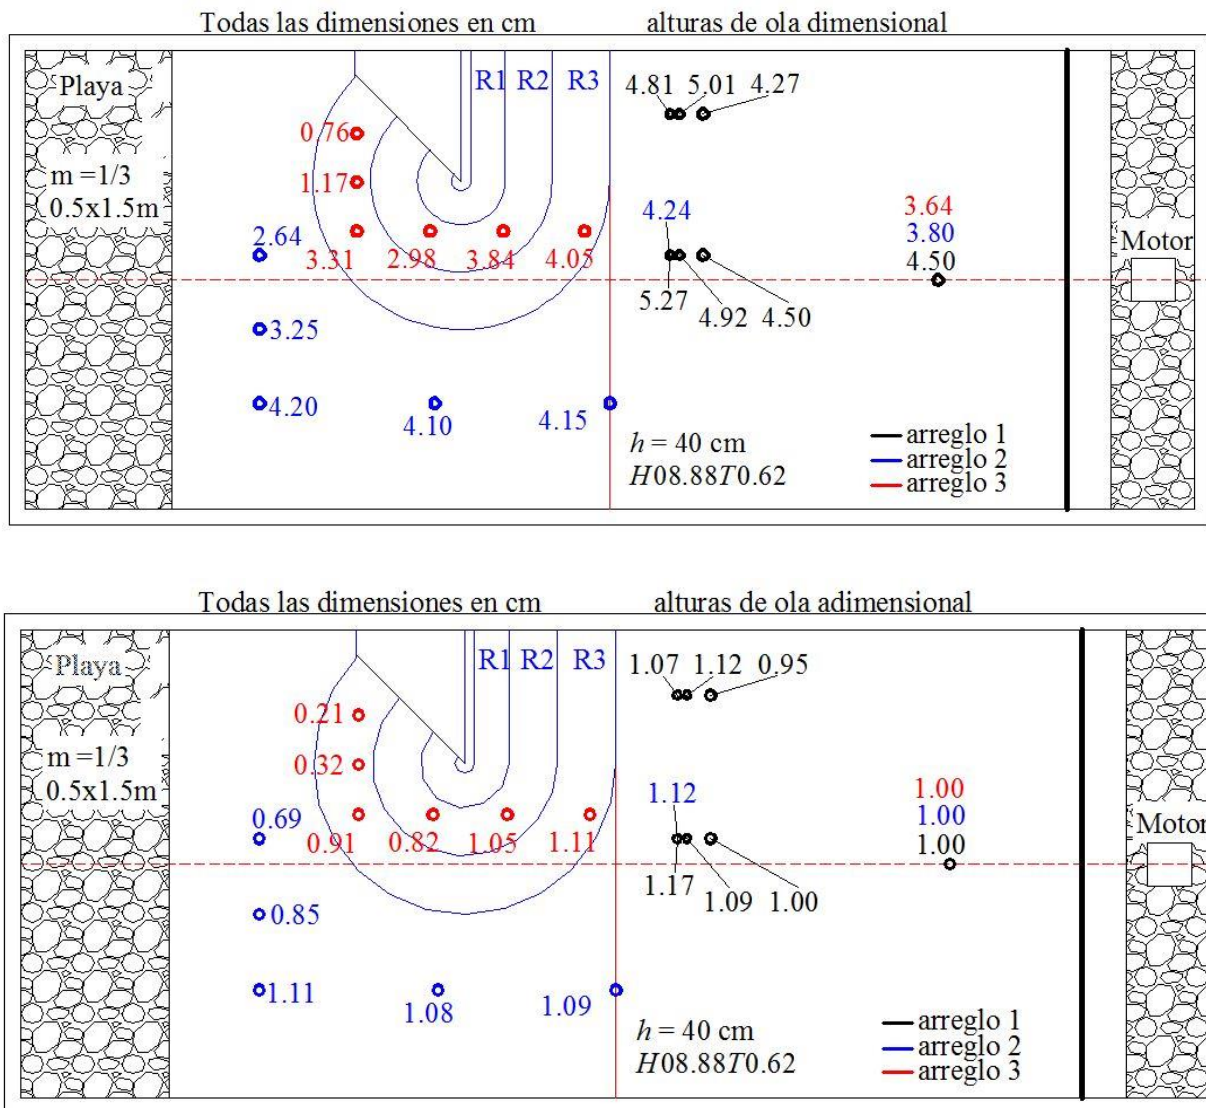 Todas las dimensiones en cm alturas de ola dimensional
Playa R1 R2 R3 4.81 5.01 4.27
0.76
m =1/3 1.17
0.5x1.5m
2.64 4.24 3.64
3.31 2.98 3.84 4.05 3.80 Motor
5.27 4.92 4.50 4.50
3.25
4.20 4.10 4.15
h = 40 cm arreglo 1
H08.88T0.62 arreglo 2
arreglo 3
Todas las dimensiones en cm alturas de ola adimensional
Playa R1 R2 R3 1.07 1.12 0.95
0.21
m =1/3 0.32
0.5x1.5m 1.12 1.00
0.69 1.00 Motor
0.91 0.82 1.05 1.11 1.00
1.17 1.09 1.00
0.85
1.11 1.08 1.09
h = 40 cm arreglo 1
H08.88T0.62 arreglo 2
arreglo 3